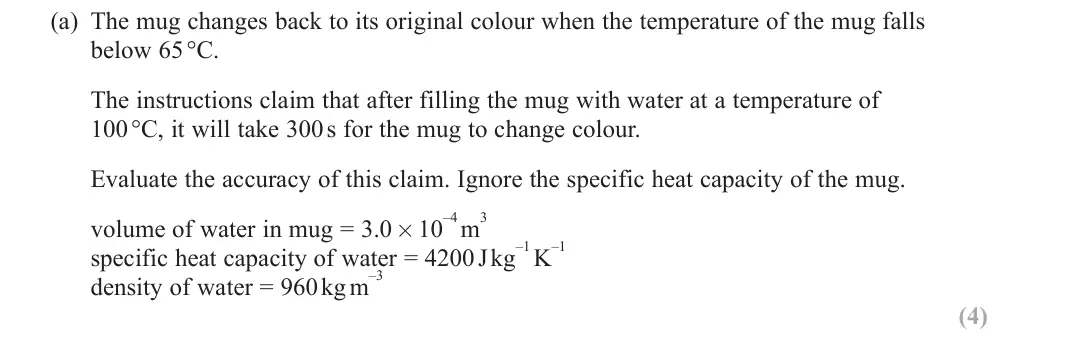 (a) The mug changes back to its original colour when the temperature of the mug falls
below 65 °C.
The instructions claim that after filling the mug with water at a temperature of
100 °C, it will take 300 s for the mug to change colour.
Evaluate the accuracy of this claim. Ignore the specific heat capacity of the mug.
volume of water in mug = 3.0 × 10⁻⁴ m³
specific heat capacity of water = 4200 J kg⁻¹ K⁻¹
density of water = 960 kg m⁻³
(4)